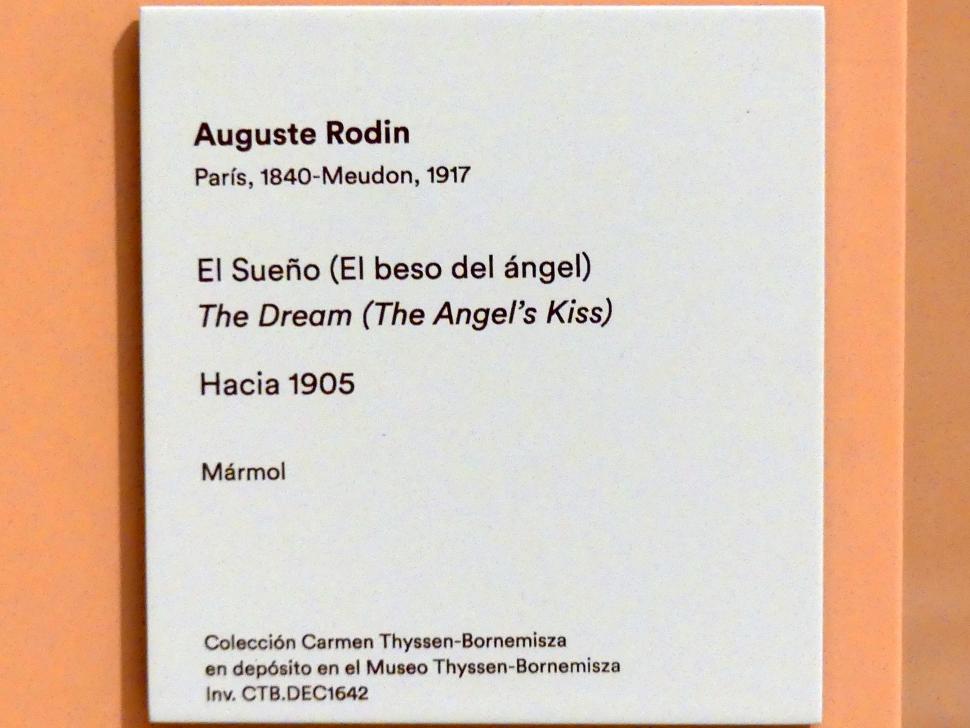 Auguste Rodin
París, 1840-Meudon, 1917
El Sueño (El beso del ángel)
The Dream (The Angel's Kiss)
Hacia 1905
Mármol
Colección Carmen Thyssen-Bornemisza
en depósito en el Museo Thyssen-Bornemisza
Inv. CTB.DEC1642